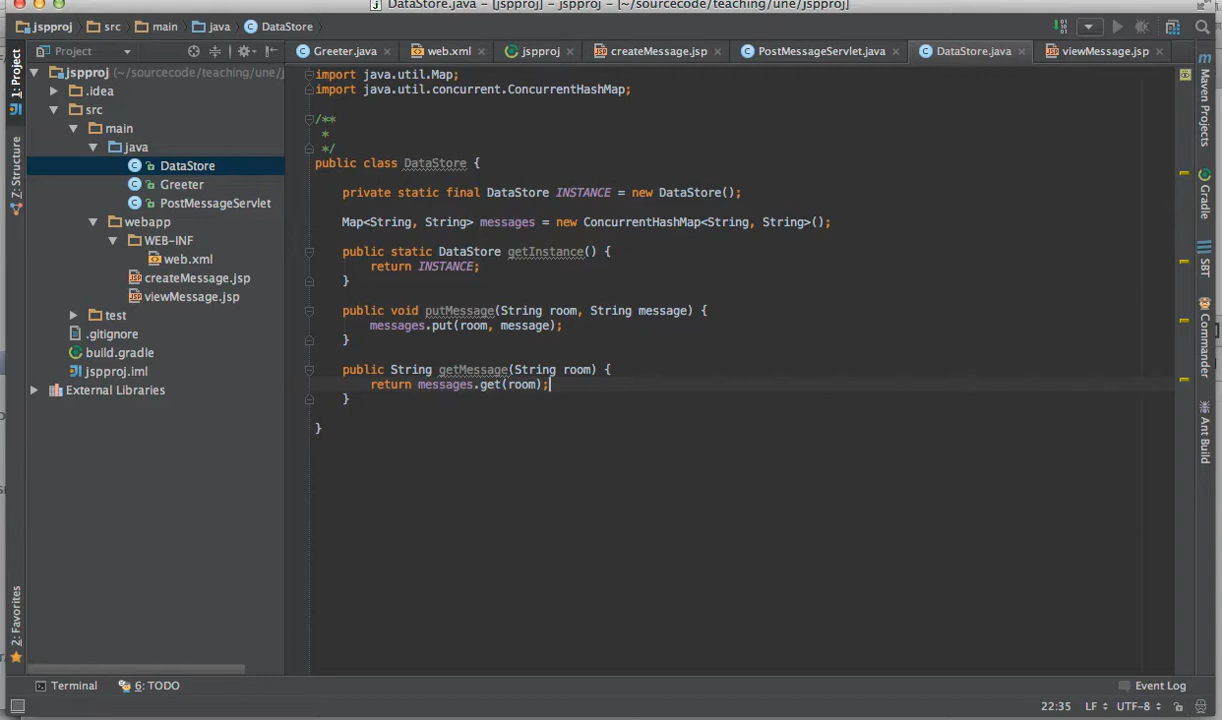 DataStore.java - [jspproj] - jspproj - [~/sourcecode/teaching/une/jspproj]
jspproj src main java DataStore
Project
Greeter.java web.xml jspproj createMessage.jsp PostMessageServlet.java DataStore.java viewMessage.jsp
jspproj (~/sourcecode/teaching/une/j
.idea
src
main
java
DataStore
Greeter
PostMessageServlet
webapp
WEB-INF
web.xml
createMessage.jsp
viewMessage.jsp
test
.gitignore
build.gradle
jspproj.iml
External Libraries
import java.util.Map;
import java.util.concurrent.ConcurrentHashMap;
/**
*
*/
public class DataStore {
private static final DataStore INSTANCE = new DataStore();
Map<String, String> messages = new ConcurrentHashMap<String, String>();
public static DataStore getInstance() {
return INSTANCE;
}
public void putMessage(String room, String message) {
messages.put(room, message);
}
public String getMessage(String room) {
return messages.get(room);
}
}
1: Project
7: Structure
2: Favorites
Maven Projects
Gradle
SBT
Commander
Ant Build
Terminal
6: TODO
Event Log
22:35 LF UTF-8